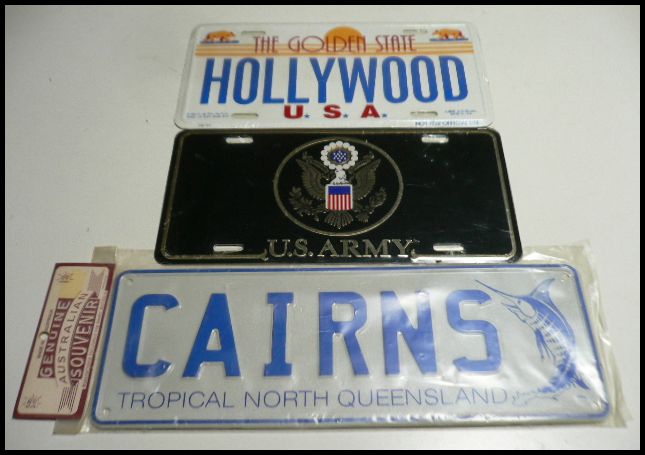 THE GOLDEN STATE
HOLLYWOOD
U.S.A.
U.S. ARMY
GENUINE
AUSTRALIAN
SOUVENIR!
CAIRNS
TROPICAL NORTH QUEENSLAND